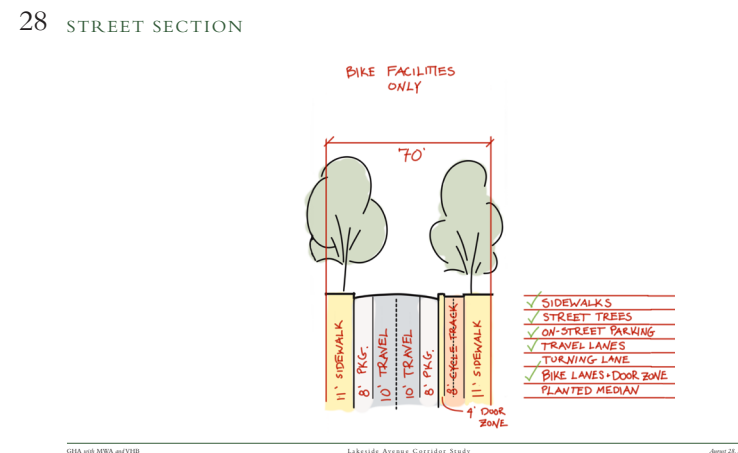 28 STREET SECTION
BIKE FACILITIES
ONLY
70'
11' SIDEWALK
8' PKG.
10' TRAVEL
10' TRAVEL
8' PKG.
8' CYCLE TRACK
11' SIDEWALK
4' DOOR
ZONE
SIDEWALKS
STREET TREES
ON-STREET PARKING
TRAVEL LANES
TURNING LANE
BIKE LANES + DOOR ZONE
PLANTED MEDIAN
GHA with MWA and VHB
Lakeside Avenue Corridor Study
August 28,